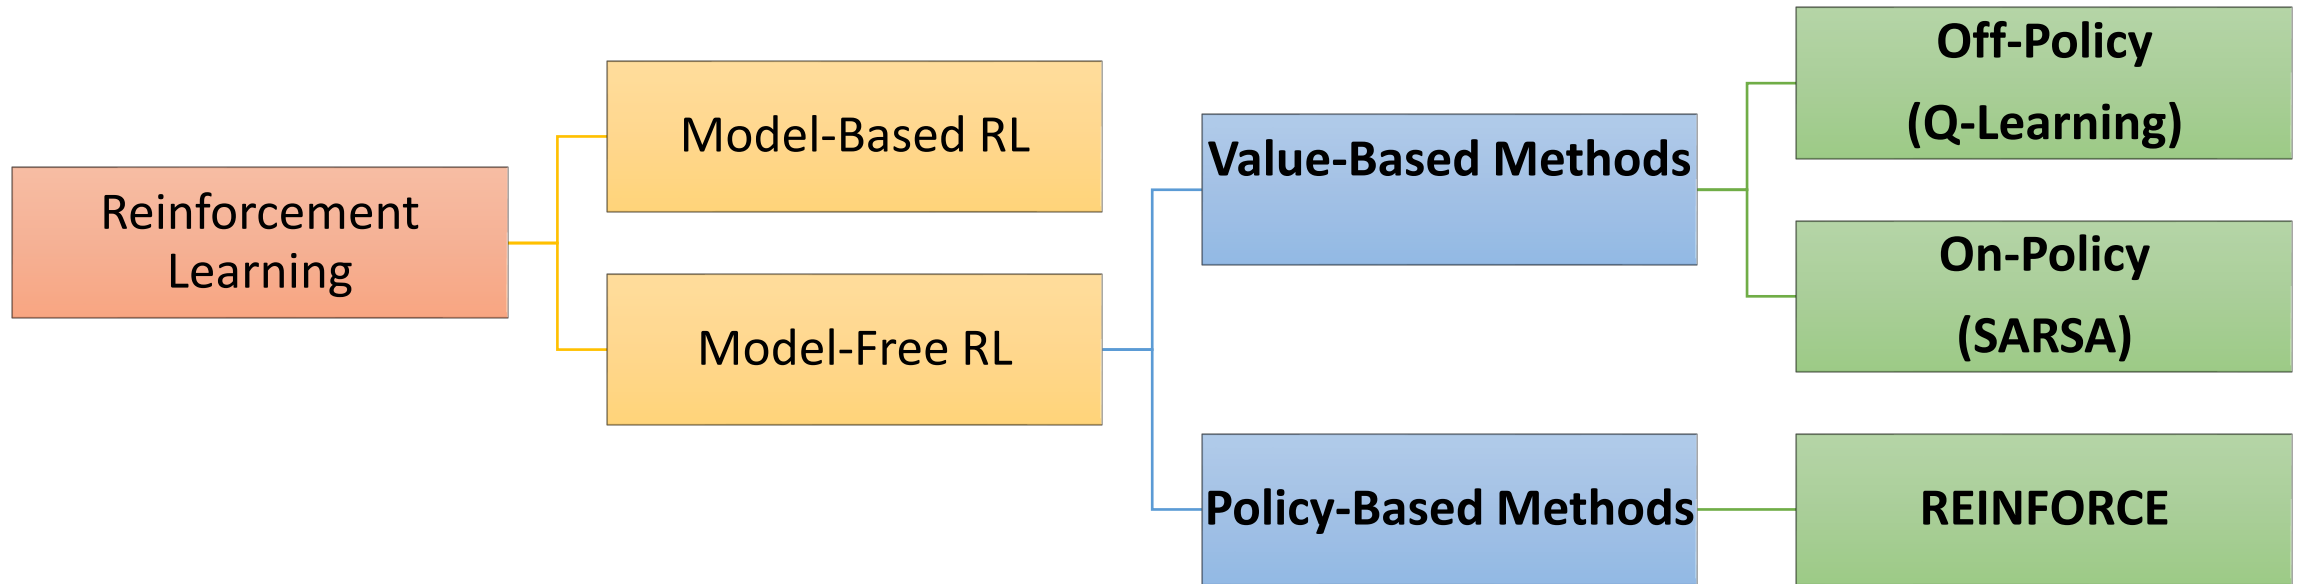 Reinforcement
Learning
Model-Based RL
Model-Free RL
Value-Based Methods
Policy-Based Methods
Off-Policy
(Q-Learning)
On-Policy
(SARSA)
REINFORCE